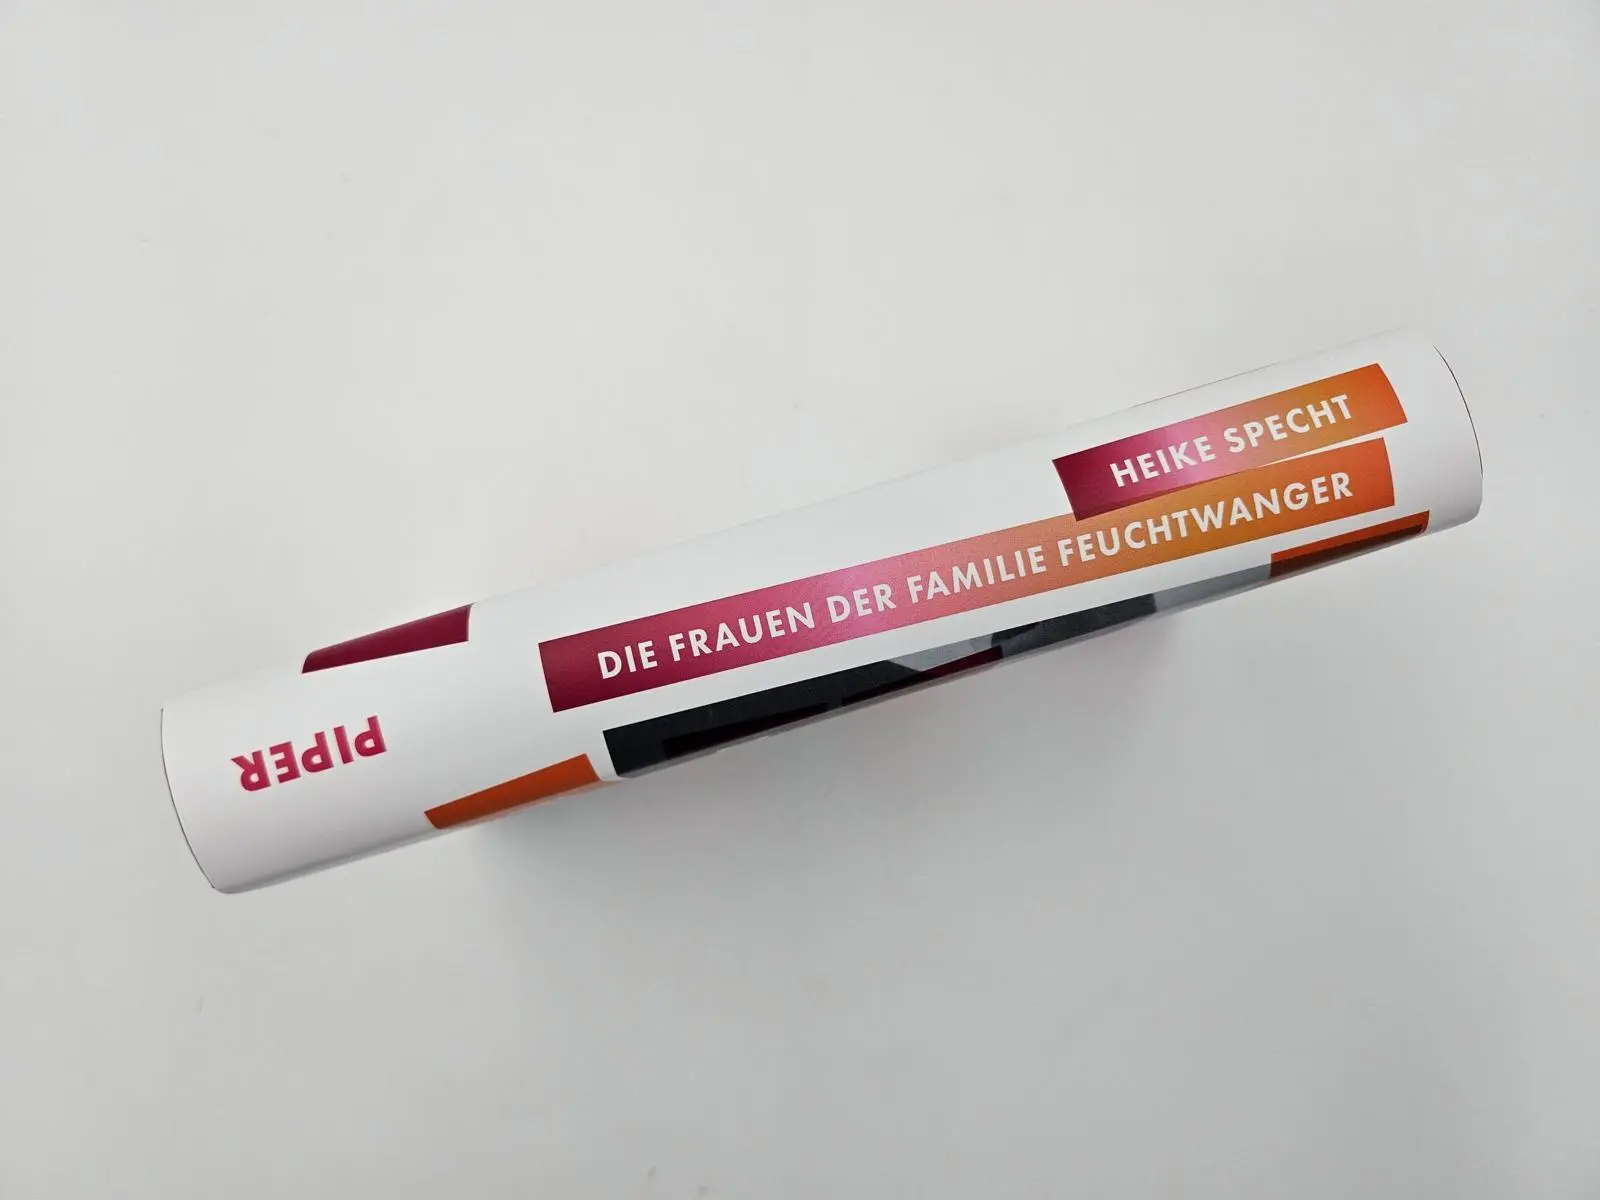 HEIKE SPECHT
DIE FRAUEN DER FAMILIE FEUCHTWANGER
PIPER